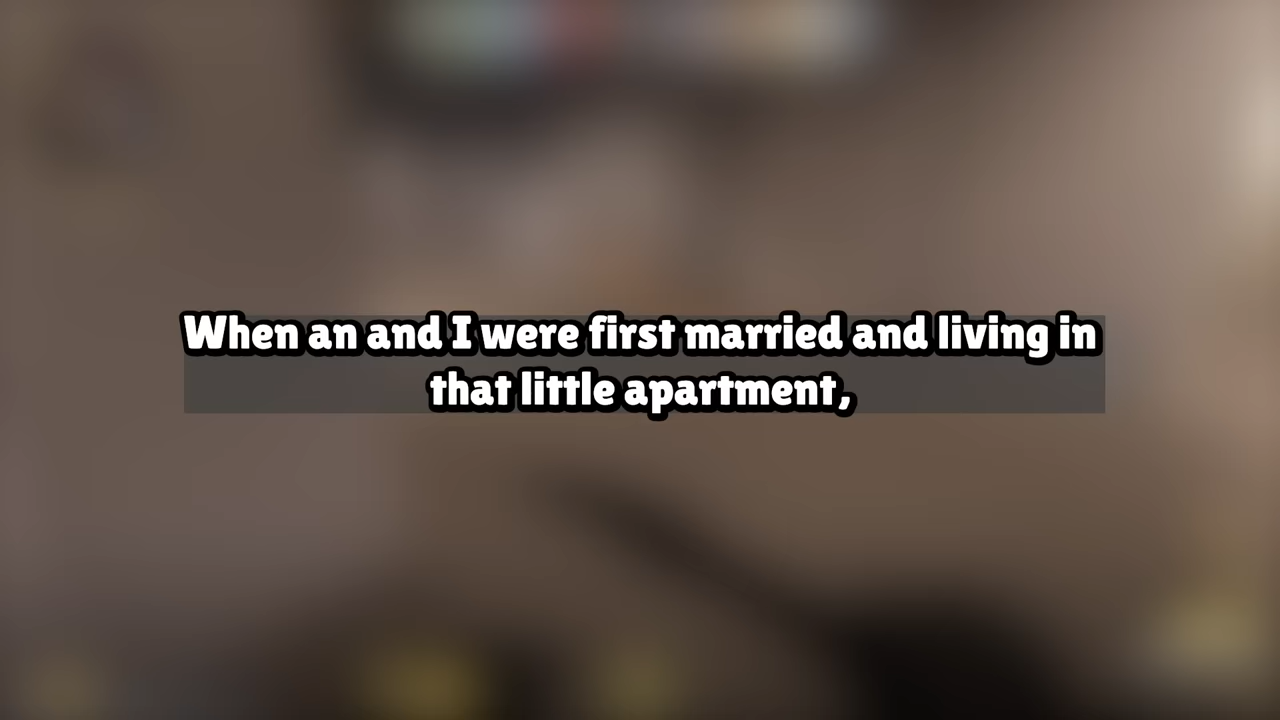 When an and I were first married and living in
that little apartment,